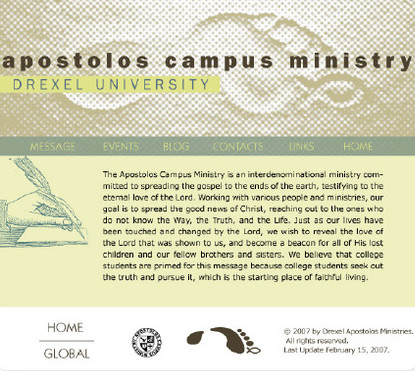 apostolos campus ministry
DREXEL UNIVERSITY
MESSAGE EVENTS BLOG CONTACTS LINKS HOME
The Apostolos Campus Ministry is an interdenominational ministry com-
mitted to spreading the gospel to the ends of the earth, testifying to the
eternal love of the Lord. Working with various people and ministries, our
goal is to spread the good news of Christ, reaching out to the ones who
do not know the Way, the Truth, and the Life. Just as our lives have
been touched and changed by the Lord, we wish to reveal the love of
the Lord that was shown to us, and become a beacon for all of His lost
children and our fellow brothers and sisters. We believe that college
students are primed for this message because college students seek out
the truth and pursue it, which is the starting place of faithful living.
HOME
GLOBAL
APOSTOLOS
© 2007 by Drexel Apostolos Ministries.
All rights reserved.
Last Update February 15, 2007.